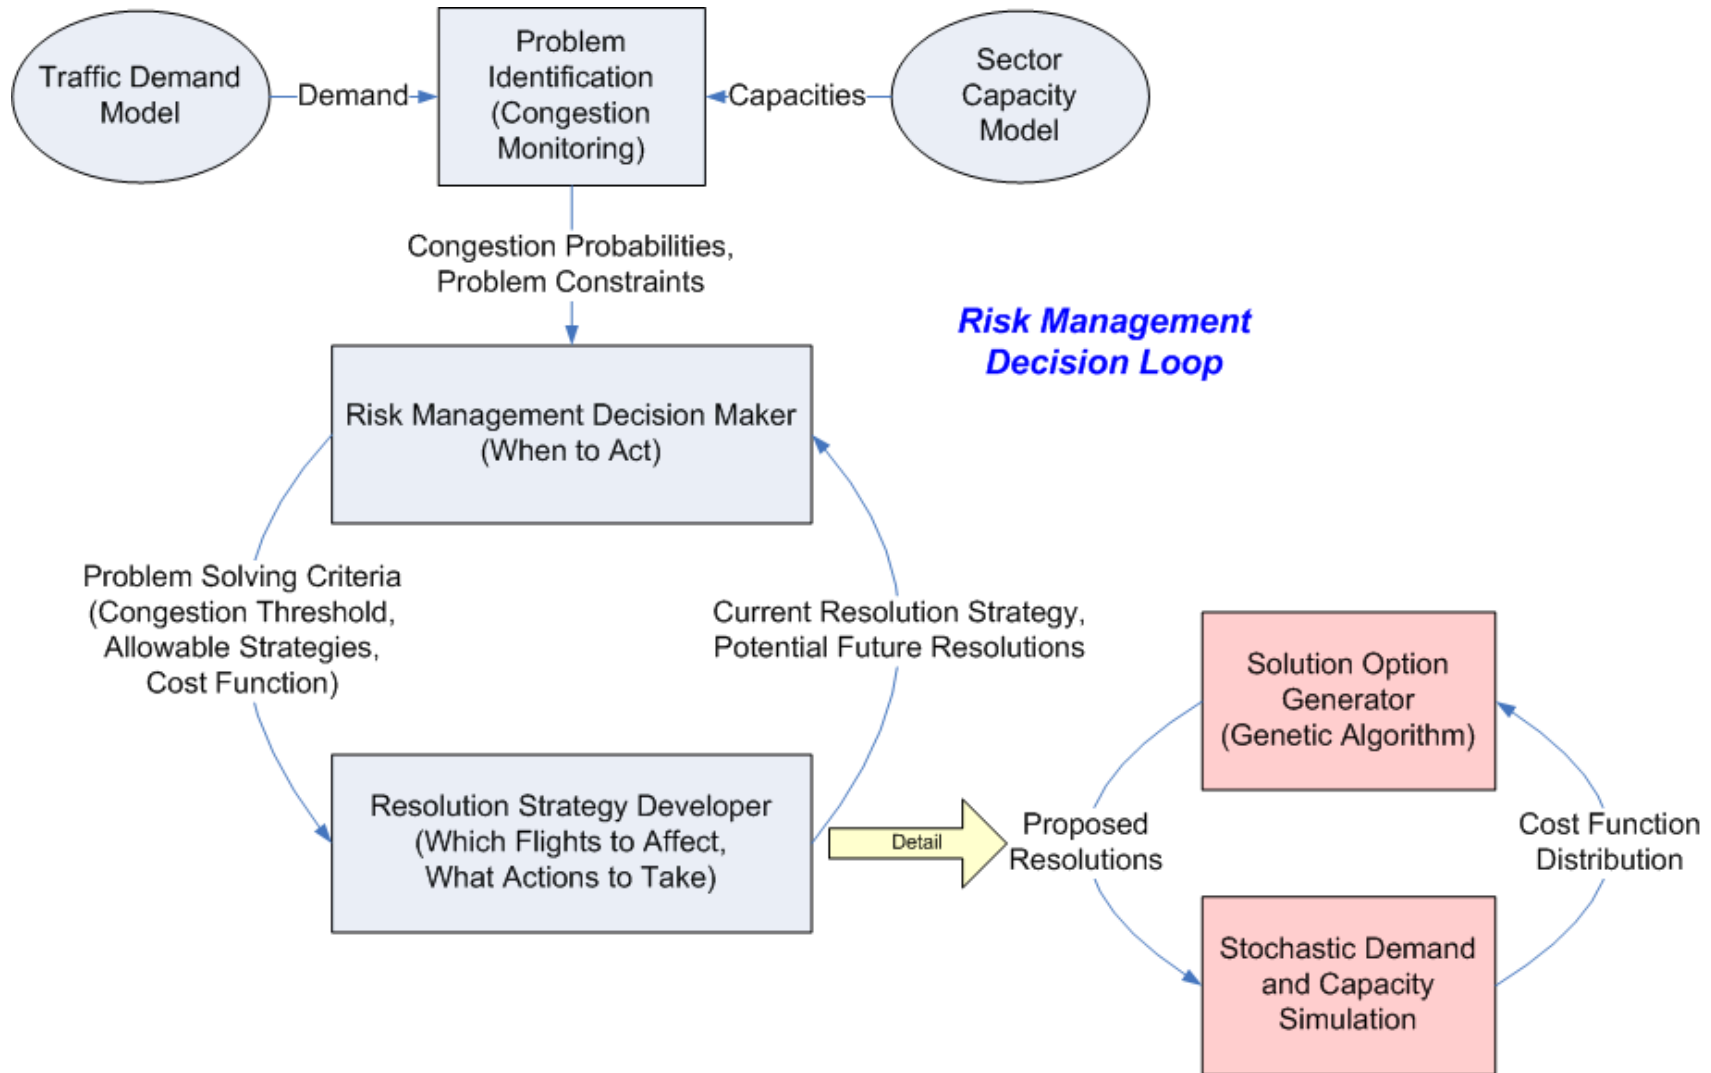 Traffic Demand
Model
Demand
Problem
Identification
(Congestion
Monitoring)
Capacities
Sector
Capacity
Model
Congestion Probabilities,
Problem Constraints
Risk Management
Decision Loop
Risk Management Decision Maker
(When to Act)
Problem Solving Criteria
(Congestion Threshold,
Allowable Strategies,
Cost Function)
Current Resolution Strategy,
Potential Future Resolutions
Resolution Strategy Developer
(Which Flights to Affect,
What Actions to Take)
Detail
Solution Option
Generator
(Genetic Algorithm)
Proposed
Resolutions
Cost Function
Distribution
Stochastic Demand
and Capacity
Simulation